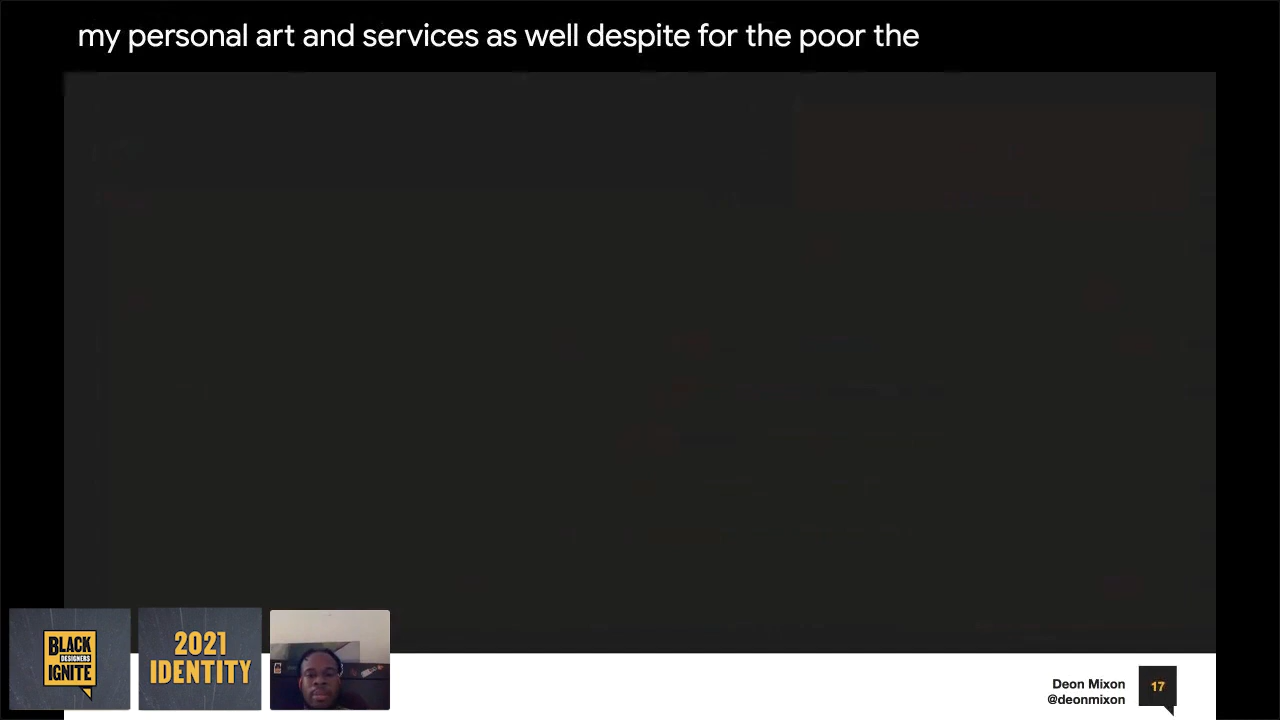 my personal art and services as well despite for the poor the
BLACK
DESIGNERS
IGNITE
2021
IDENTITY
Deon Mixon
@deonmixon
17